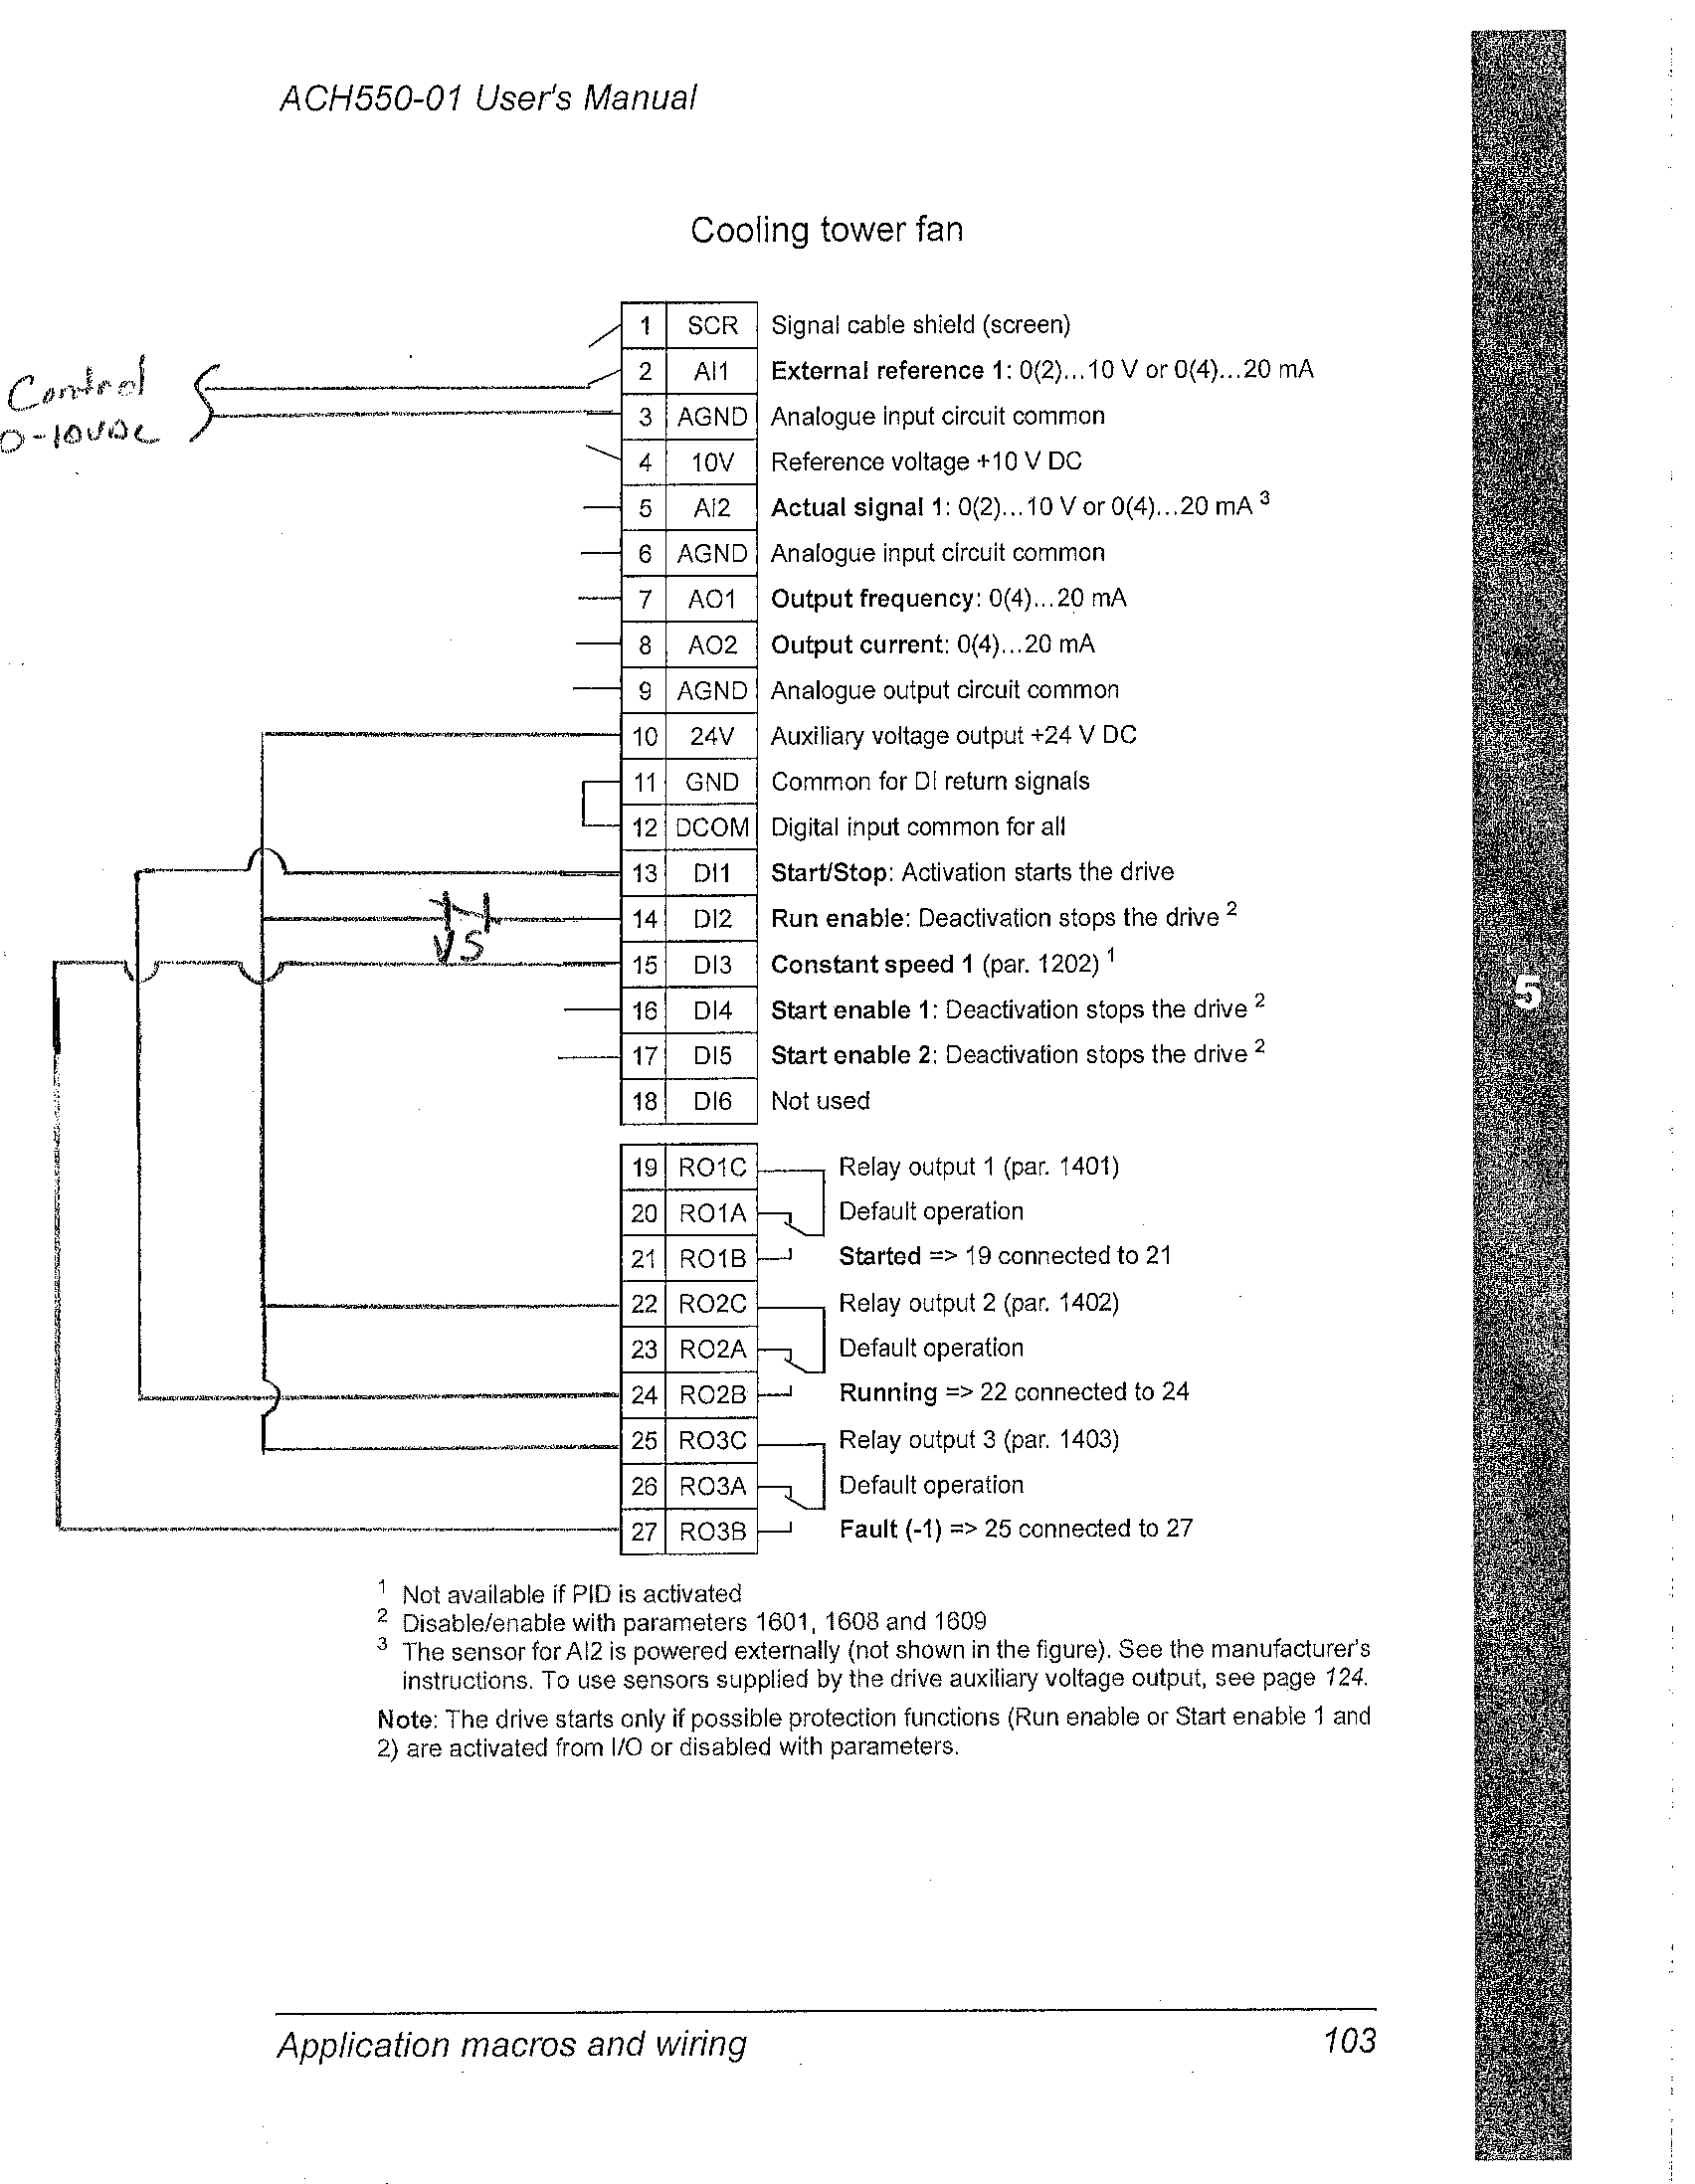 ACH550-01 User's Manual
Cooling tower fan
Control
0-10VDC
1 SCR Signal cable shield (screen)
2 AI1 External reference 1: 0(2)...10 V or 0(4)...20 mA
3 AGND Analogue input circuit common
4 10V Reference voltage +10 V DC
5 AI2 Actual signal 1: 0(2)...10 V or 0(4)...20 mA 3
6 AGND Analogue input circuit common
7 AO1 Output frequency: 0(4)...20 mA
8 AO2 Output current: 0(4)...20 mA
9 AGND Analogue output circuit common
10 24V Auxiliary voltage output +24 V DC
11 GND Common for DI return signals
12 DCOM Digital input common for all
13 DI1 Start/Stop: Activation starts the drive
14 DI2 Run enable: Deactivation stops the drive 2
VS
15 DI3 Constant speed 1 (par. 1202) 1
16 DI4 Start enable 1: Deactivation stops the drive 2
17 DI5 Start enable 2: Deactivation stops the drive 2
18 DI6 Not used
19 RO1C Relay output 1 (par. 1401)
20 RO1A Default operation
21 RO1B Started => 19 connected to 21
22 RO2C Relay output 2 (par. 1402)
23 RO2A Default operation
24 RO2B Running => 22 connected to 24
25 RO3C Relay output 3 (par. 1403)
26 RO3A Default operation
27 RO3B Fault (-1) => 25 connected to 27
1 Not available if PID is activated
2 Disable/enable with parameters 1601, 1608 and 1609
3 The sensor for AI2 is powered externally (not shown in the figure). See the manufacturer's
instructions. To use sensors supplied by the drive auxiliary voltage output, see page 124.
Note: The drive starts only if possible protection functions (Run enable or Start enable 1 and
2) are activated from I/O or disabled with parameters.
5
Application macros and wiring 103